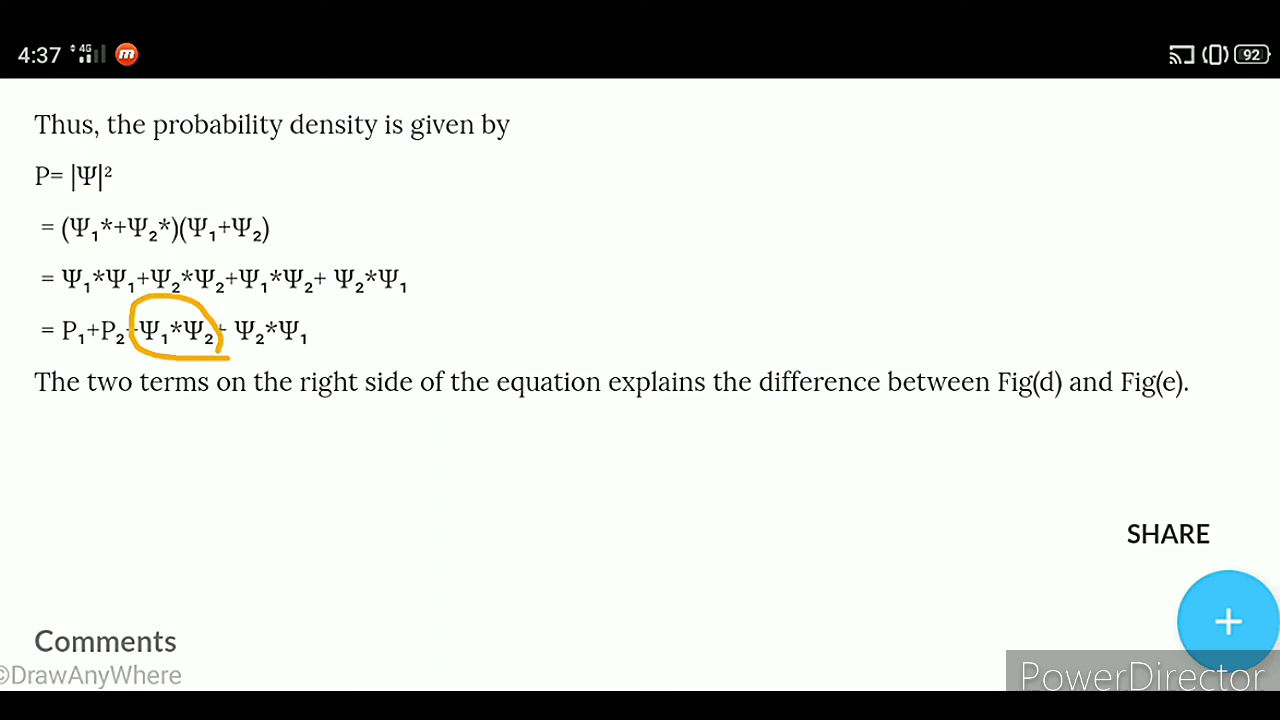 4:37 4G m 92
Thus, the probability density is given by
P= |Ψ|²
= (Ψ₁*+Ψ₂*)(Ψ₁+Ψ₂)
= Ψ₁*Ψ₁+Ψ₂*Ψ₂+Ψ₁*Ψ₂+ Ψ₂*Ψ₁
= P₁+P₂+Ψ₁*Ψ₂+ Ψ₂*Ψ₁
The two terms on the right side of the equation explains the difference between Fig(d) and Fig(e).
SHARE
+
Comments
©DrawAnyWhere
PowerDirector